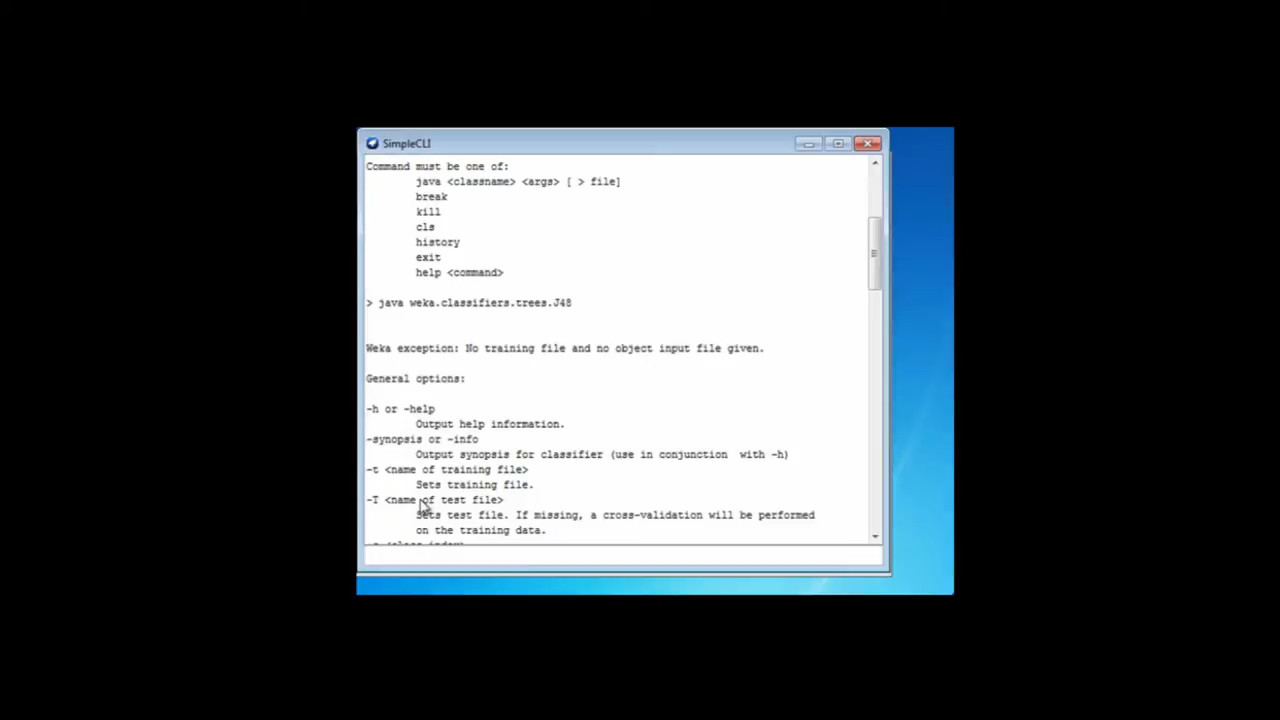 SimpleCLI
Command must be one of:
java <classname> <args> [ > file]
break
kill
cls
history
exit
help <command>
> java weka.classifiers.trees.J48
Weka exception: No training file and no object input file given.
General options:
-h or -help
Output help information.
-synopsis or -info
Output synopsis for classifier (use in conjunction  with -h)
-t <name of training file>
Sets training file.
-T <name of test file>
Sets test file. If missing, a cross-validation will be performed
on the training data.